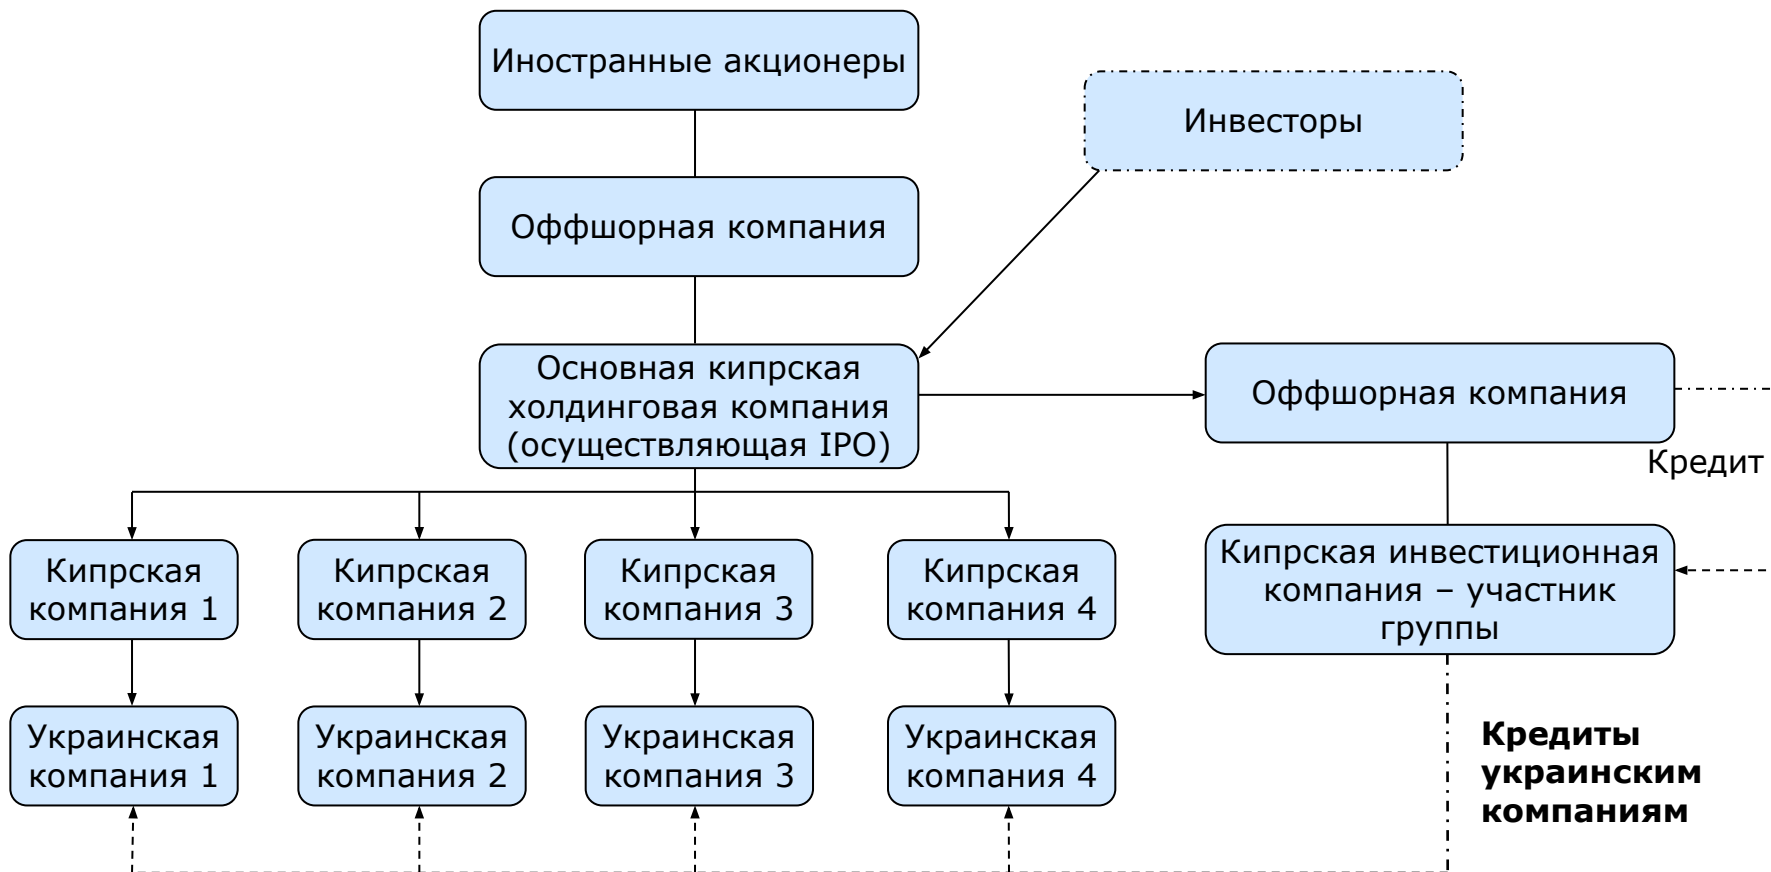 Иностранные акционеры
Инвесторы
Оффшорная компания
Основная кипрская
холдинговая компания
(осуществляющая IPO)
Оффшорная компания
Кредит
Кипрская
компания 1
Кипрская
компания 2
Кипрская
компания 3
Кипрская
компания 4
Кипрская инвестиционная
компания – участник
группы
Украинская
компания 1
Украинская
компания 2
Украинская
компания 3
Украинская
компания 4
Кредиты
украинским
компаниям